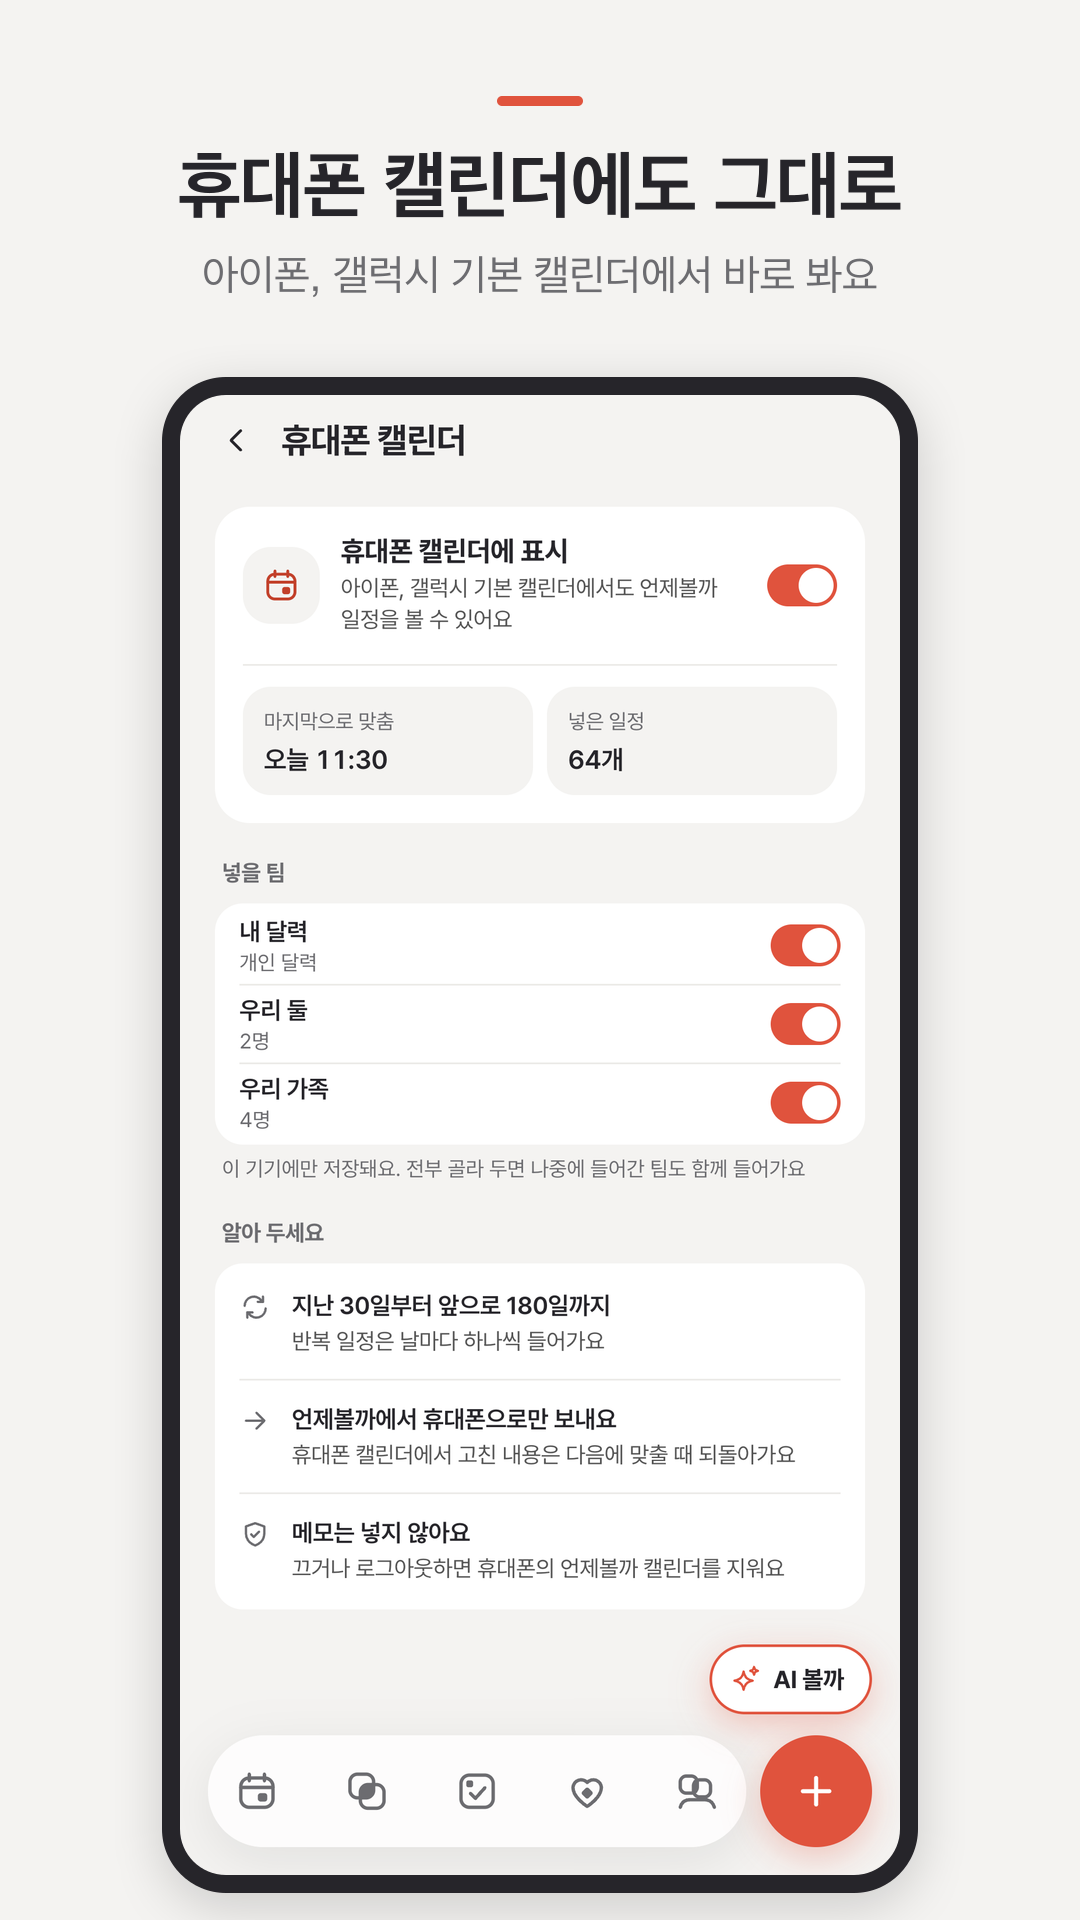 휴대폰 캘린더에도 그대로
아이폰, 갤럭시 기본 캘린더에서 바로 봐요
휴대폰 캘린더
휴대폰 캘린더에 표시
아이폰, 갤럭시 기본 캘린더에서도 언제볼까
일정을 볼 수 있어요
마지막으로 맞춤
오늘 11:30
넣은 일정
64개
넣을 팀
내 달력
개인 달력
우리 둘
2명
우리 가족
4명
이 기기에만 저장돼요. 전부 골라 두면 나중에 들어간 팀도 함께 들어가요
알아 두세요
지난 30일부터 앞으로 180일까지
반복 일정은 날마다 하나씩 들어가요
언제볼까에서 휴대폰으로만 보내요
휴대폰 캘린더에서 고친 내용은 다음에 맞출 때 되돌아가요
메모는 넣지 않아요
끄거나 로그아웃하면 휴대폰의 언제볼까 캘린더를 지워요
AI 볼까